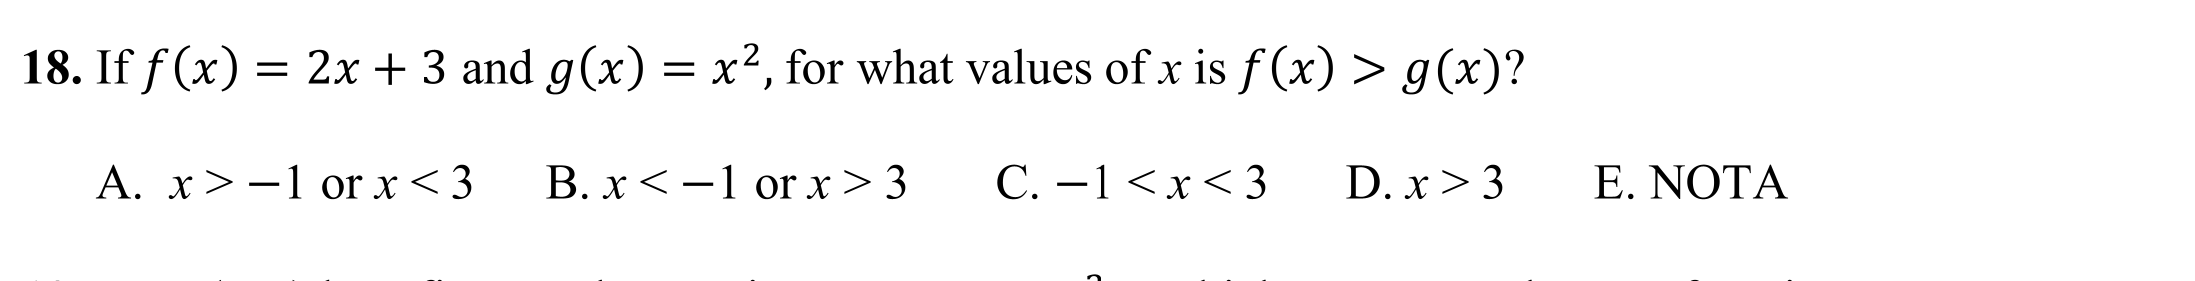 18. If f(x) = 2x + 3 and g(x) = x², for what values of x is f(x) > g(x)?
A. x > −1 or x < 3 B. x < −1 or x > 3 C. −1 < x < 3 D. x > 3 E. NOTA